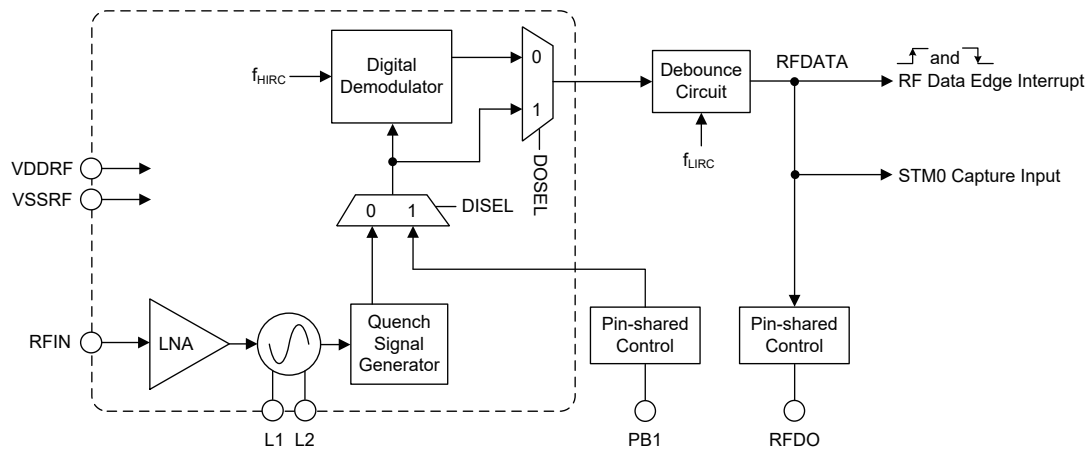 fHIRC
Digital
Demodulator
0
1
DOSEL
Debounce
Circuit
fLIRC
RFDATA
and
RF Data Edge Interrupt
STM0 Capture Input
VDDRF
VSSRF
0 1
DISEL
RFIN
LNA
Quench
Signal
Generator
L1 L2
Pin-shared
Control
PB1
Pin-shared
Control
RFDO